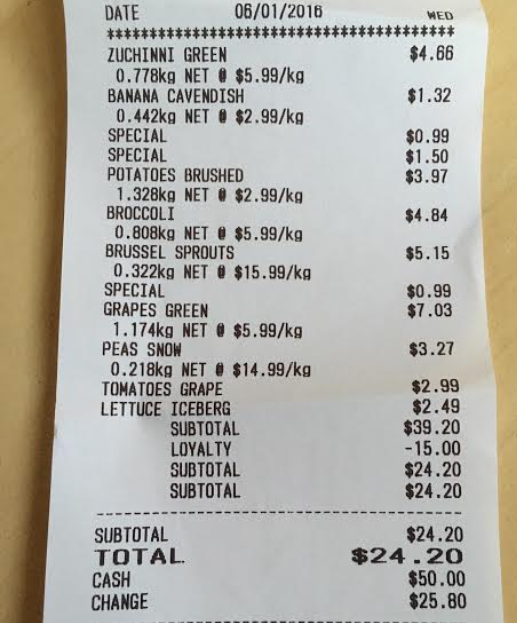 DATE 06/01/2016 WED
****************************************
ZUCHINNI GREEN $4.66
0.778kg NET @ $5.99/kg
BANANA CAVENDISH $1.32
0.442kg NET @ $2.99/kg
SPECIAL $0.99
SPECIAL $1.50
POTATOES BRUSHED $3.97
1.328kg NET @ $2.99/kg
BROCCOLI $4.84
0.808kg NET @ $5.99/kg
BRUSSEL SPROUTS $5.15
0.322kg NET @ $15.99/kg
SPECIAL $0.99
GRAPES GREEN $7.03
1.174kg NET @ $5.99/kg
PEAS SNOW $3.27
0.218kg NET @ $14.99/kg
TOMATOES GRAPE $2.99
LETTUCE ICEBERG $2.49
SUBTOTAL $39.20
LOYALTY -15.00
SUBTOTAL $24.20
SUBTOTAL $24.20
----------------------------------------
SUBTOTAL $24.20
TOTAL $24.20
CASH $50.00
CHANGE $25.80